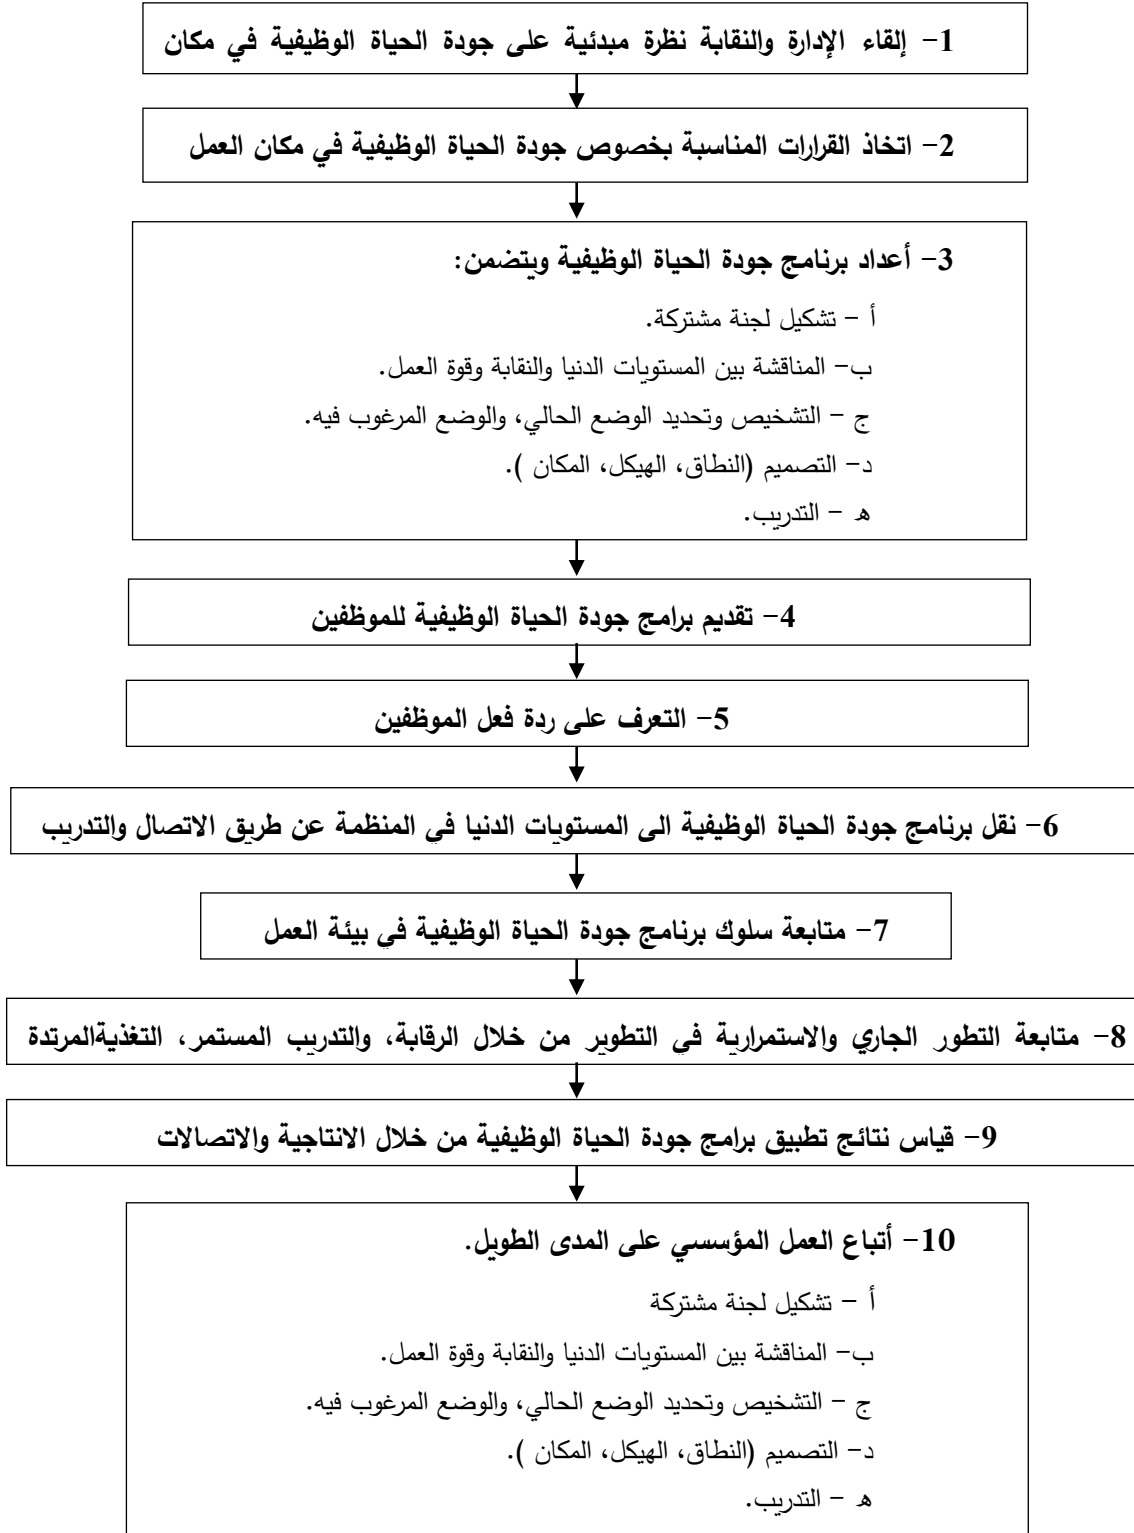 1- إلقاء الإدارة والنقابة نظرة مبدئية على جودة الحياة الوظيفية في مكان
2- اتخاذ القرارات المناسبة بخصوص جودة الحياة الوظيفية في مكان العمل
3- أعداد برنامج جودة الحياة الوظيفية ويتضمن:
أ - تشكيل لجنة مشتركة.
ب- المناقشة بين المستويات الدنيا والنقابة وقوة العمل.
ج - التشخيص وتحديد الوضع الحالي، والوضع المرغوب فيه.
د- التصميم (النطاق، الهيكل، المكان ).
ه - التدريب.
4- تقديم برامج جودة الحياة الوظيفية للموظفين
5- التعرف على ردة فعل الموظفين
6- نقل برنامج جودة الحياة الوظيفية الى المستويات الدنيا في المنظمة عن طريق الاتصال والتدريب
7- متابعة سلوك برنامج جودة الحياة الوظيفية في بيئة العمل
8- متابعة التطور الجاري والاستمرارية في التطوير من خلال الرقابة، والتدريب المستمر، التغذيةالمرتدة
9- قياس نتائج تطبيق برامج جودة الحياة الوظيفية من خلال الانتاجية والاتصالات
10- أتباع العمل المؤسسي على المدى الطويل.
أ - تشكيل لجنة مشتركة
ب- المناقشة بين المستويات الدنيا والنقابة وقوة العمل.
ج - التشخيص وتحديد الوضع الحالي، والوضع المرغوب فيه.
د- التصميم (النطاق، الهيكل، المكان ).
ه - التدريب.